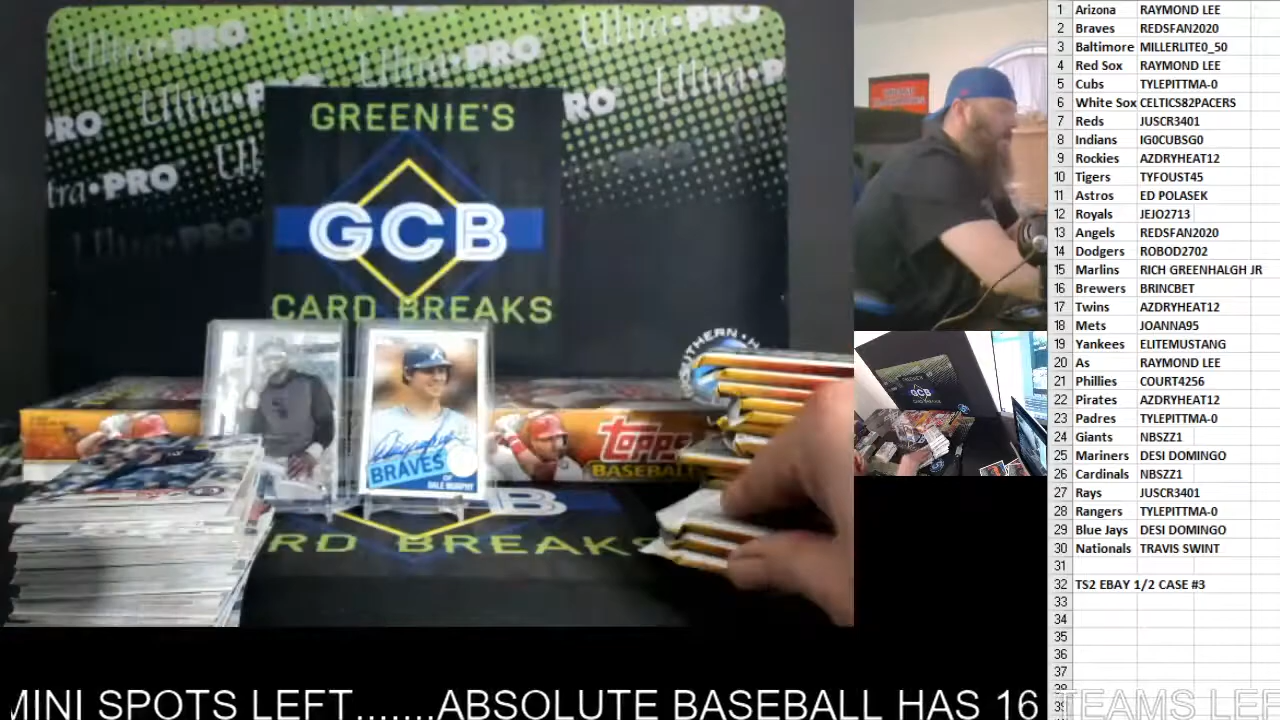 Ultra•PRO
Ultra•PRO
Ultra•PRO
GREENIE'S
GCB
CARD BREAKS
TOPPS
BASEBALL
BRAVES
DALE MURPHY
RD BREAKS
GCB
1 Arizona RAYMOND LEE
2 Braves REDSFAN2020
3 Baltimore MILLERLITE0_50
4 Red Sox RAYMOND LEE
5 Cubs TYLEPITTMA-0
6 White Sox CELTICS82PACERS
7 Reds JUSCR3401
8 Indians IG0CUBSG0
9 Rockies AZDRYHEAT12
10 Tigers TYFOUST45
11 Astros ED POLASEK
12 Royals JEJO2713
13 Angels REDSFAN2020
14 Dodgers ROBOD2702
15 Marlins RICH GREENHALGH JR
16 Brewers BRINCBET
17 Twins AZDRYHEAT12
18 Mets JOANNA95
19 Yankees ELITEMUSTANG
20 As RAYMOND LEE
21 Phillies COURT4256
22 Pirates AZDRYHEAT12
23 Padres TYLEPITTMA-0
24 Giants NBSZZ1
25 Mariners DESI DOMINGO
26 Cardinals NBSZZ1
27 Rays JUSCR3401
28 Rangers TYLEPITTMA-0
29 Blue Jays DESI DOMINGO
30 Nationals TRAVIS SWINT
31
32 TS2 EBAY 1/2 CASE #3
33
34
35
36
37
38
39
MINI SPOTS LEFT.......ABSOLUTE BASEBALL HAS 16 TEAMS LEF